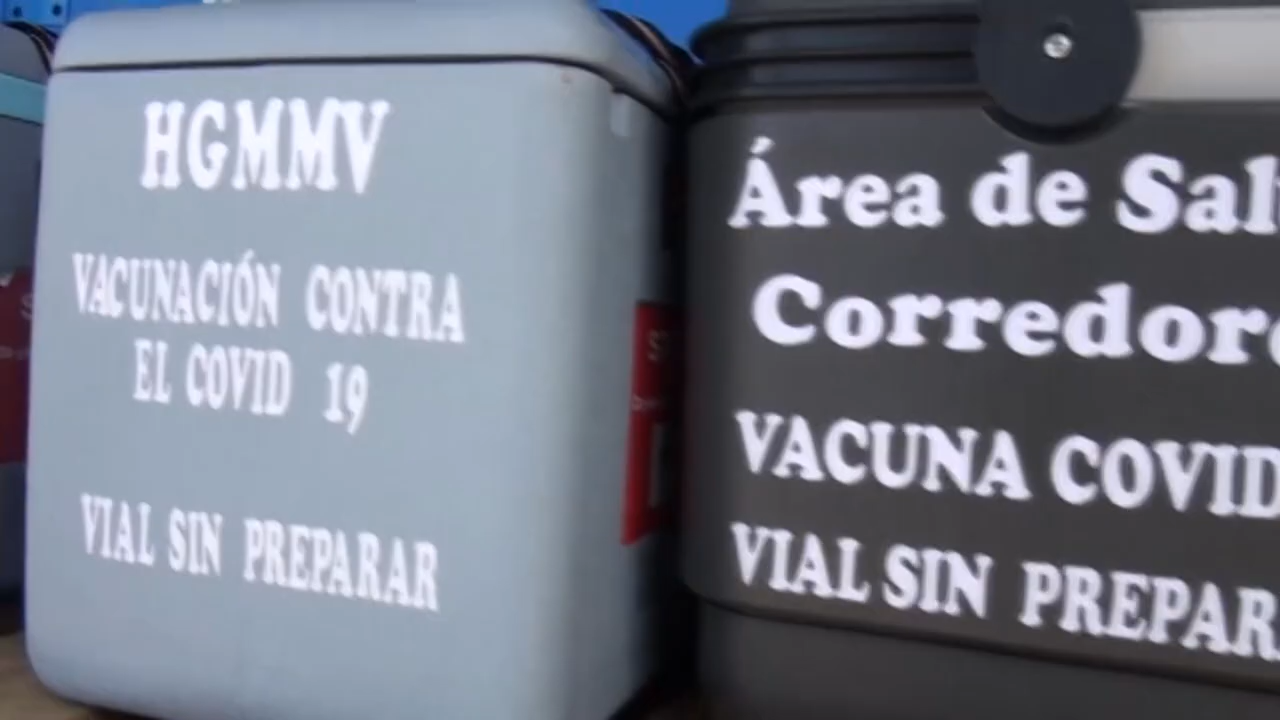 HGMMV
VACUNACIÓN CONTRA
EL COVID 19
VIAL SIN PREPARAR
Área de Sal
Corredor
VACUNA COVID
VIAL SIN PREPAR